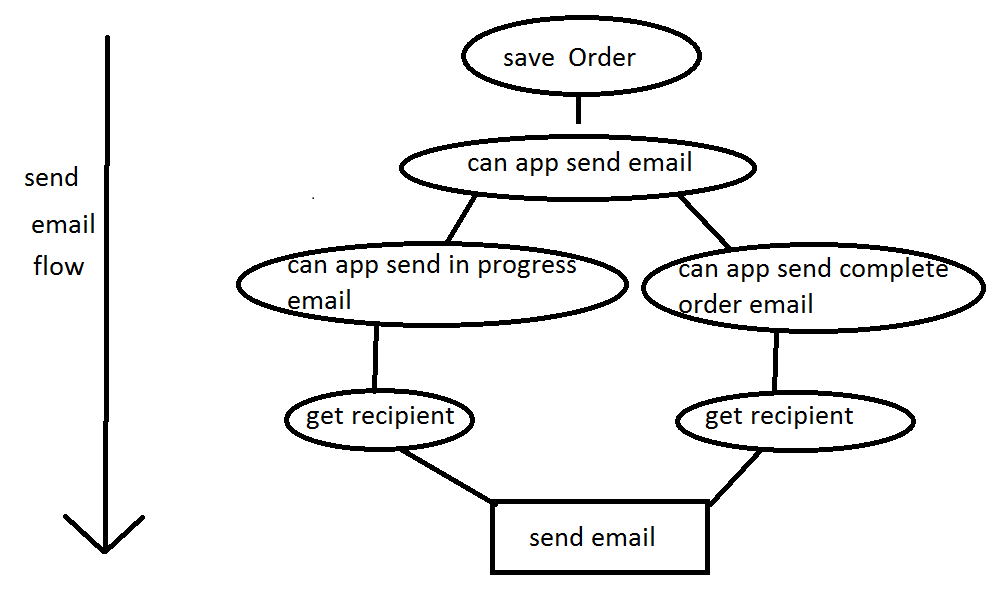 save Order
can app send email
send
email
flow
can app send in progress
email
can app send complete
order email
get recipient
get recipient
send email